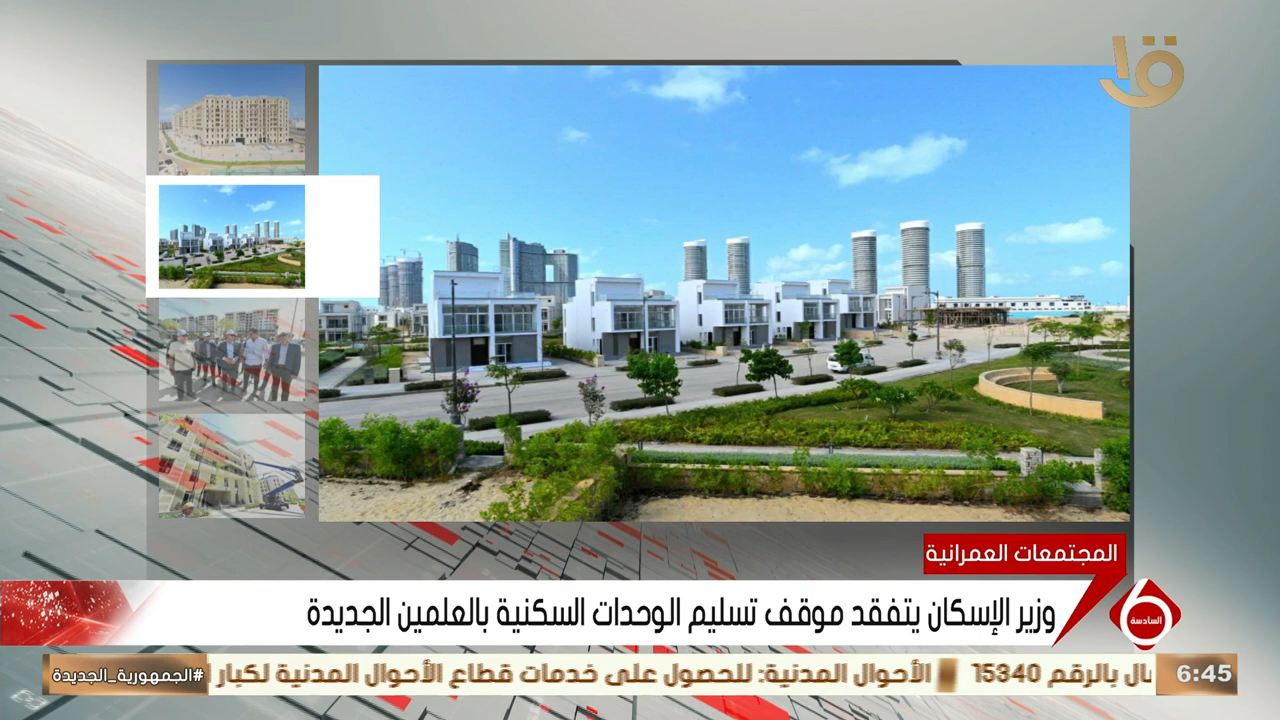 المجتمعات العمرانية
وزير الإسكان يتفقد موقف تسليم الوحدات السكنية بالعلمين الجديدة
السادسة
6:45
بالرقم 15340
الأحوال المدنية: للحصول على خدمات قطاع الأحوال المدنية لكبار
#الجمهورية_الجديدة